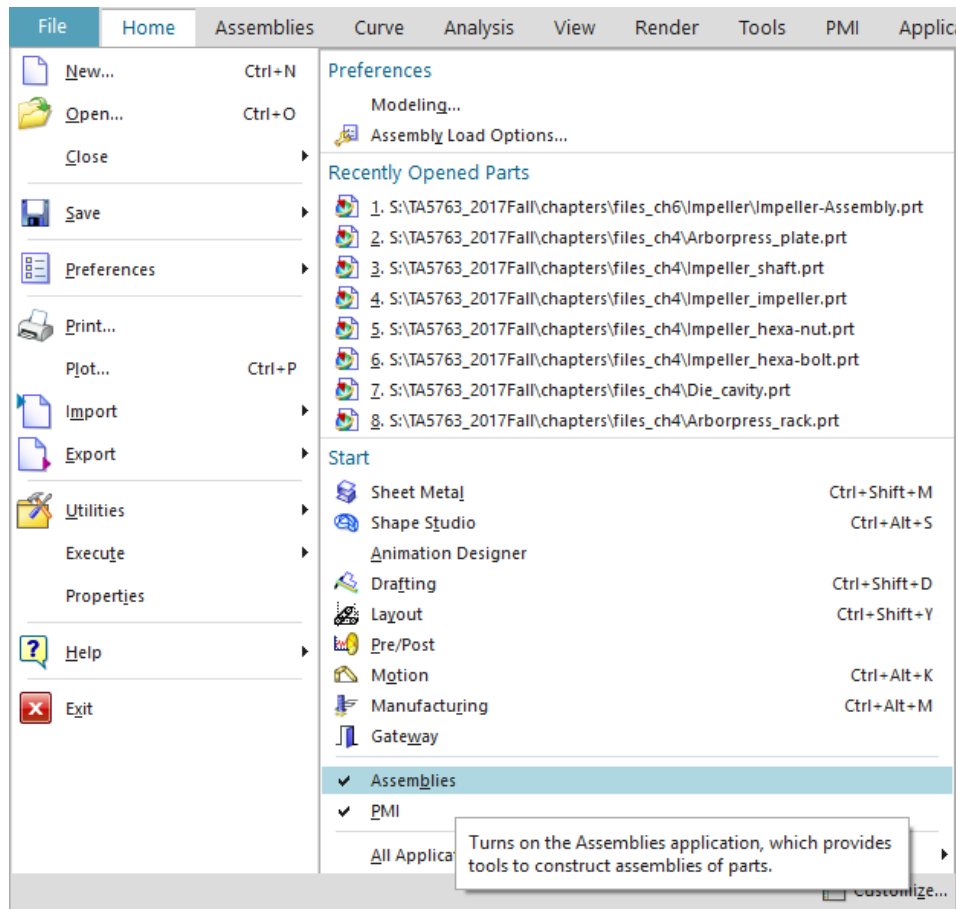 File Home Assemblies Curve Analysis View Render Tools PMI
New... Ctrl+N
Open... Ctrl+O
Close
Save
Preferences
Print...
Plot... Ctrl+P
Import
Export
Utilities
Execute
Properties
Help
Exit
Preferences
Modeling...
Assembly Load Options...
Recently Opened Parts
1. S:\TA5763_2017Fall\chapters\files_ch6\Impeller\Impeller-Assembly.prt
2. S:\TA5763_2017Fall\chapters\files_ch4\Arborpress_plate.prt
3. S:\TA5763_2017Fall\chapters\files_ch4\Impeller_shaft.prt
4. S:\TA5763_2017Fall\chapters\files_ch4\Impeller_impeller.prt
5. S:\TA5763_2017Fall\chapters\files_ch4\Impeller_hexa-nut.prt
6. S:\TA5763_2017Fall\chapters\files_ch4\Impeller_hexa-bolt.prt
7. S:\TA5763_2017Fall\chapters\files_ch4\Die_cavity.prt
8. S:\TA5763_2017Fall\chapters\files_ch4\Arborpress_rack.prt
Start
Sheet Metal Ctrl+Shift+M
Shape Studio Ctrl+Alt+S
Animation Designer
Drafting Ctrl+Shift+D
Layout Ctrl+Shift+Y
Pre/Post
Motion Ctrl+Alt+K
Manufacturing Ctrl+Alt+M
Gateway
Assemblies
PMI
All
Turns on the Assemblies application, which provides
tools to construct assemblies of parts.
Customize...